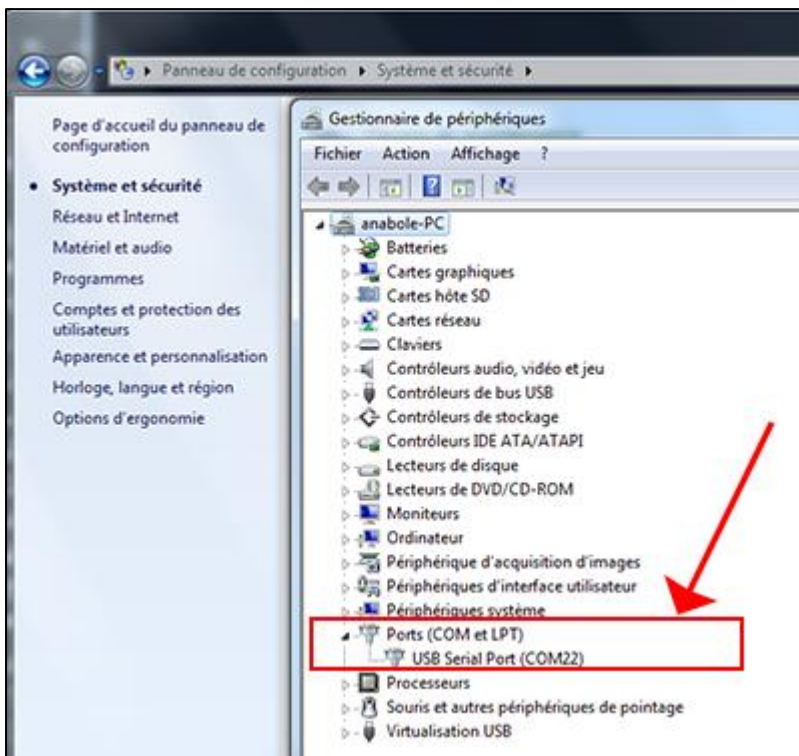 Panneau de configuration ▸ Système et sécurité ▸
Page d'accueil du panneau de
configuration
Système et sécurité
Réseau et Internet
Matériel et audio
Programmes
Comptes et protection des
utilisateurs
Apparence et personnalisation
Horloge, langue et région
Options d'ergonomie
Gestionnaire de périphériques
Fichier Action Affichage ?
anabole-PC
Batteries
Cartes graphiques
Cartes hôte SD
Cartes réseau
Claviers
Contrôleurs audio, vidéo et jeu
Contrôleurs de bus USB
Contrôleurs de stockage
Contrôleurs IDE ATA/ATAPI
Lecteurs de disque
Lecteurs de DVD/CD-ROM
Moniteurs
Ordinateur
Périphérique d'acquisition d'images
Périphériques d'interface utilisateur
Périphériques système
Ports (COM et LPT)
USB Serial Port (COM22)
Processeurs
Souris et autres périphériques de pointage
Virtualisation USB